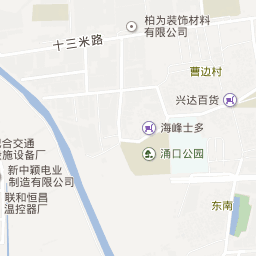 柏为装饰材料
有限公司
十三米路
曹边村
兴达百货
海峰士多
涌口公园
配合交通
设施设备厂
新中颖电业
制造有限公司
联和恒昌
温控器厂
东南